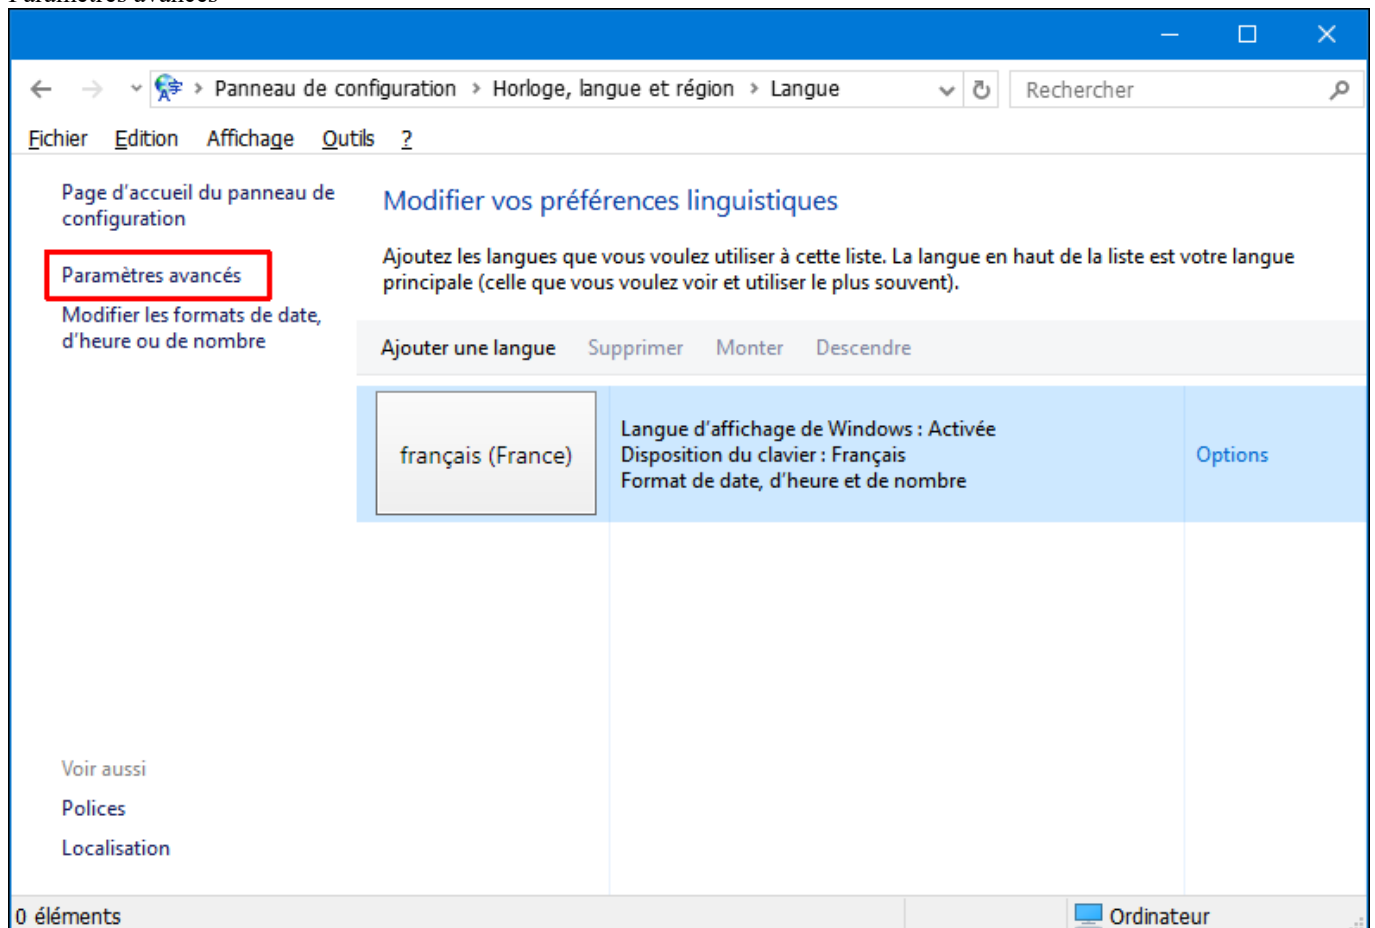 Paramètres avancés
Panneau de configuration > Horloge, langue et région > Langue
Rechercher
Fichier Edition Affichage Outils ?
Page d'accueil du panneau de
configuration
Paramètres avancés
Modifier les formats de date,
d'heure ou de nombre
Modifier vos préférences linguistiques
Ajoutez les langues que vous voulez utiliser à cette liste. La langue en haut de la liste est votre langue
principale (celle que vous voulez voir et utiliser le plus souvent).
Ajouter une langue Supprimer Monter Descendre
français (France)
Langue d'affichage de Windows : Activée
Disposition du clavier : Français
Format de date, d'heure et de nombre
Options
Voir aussi
Polices
Localisation
0 éléments
Ordinateur